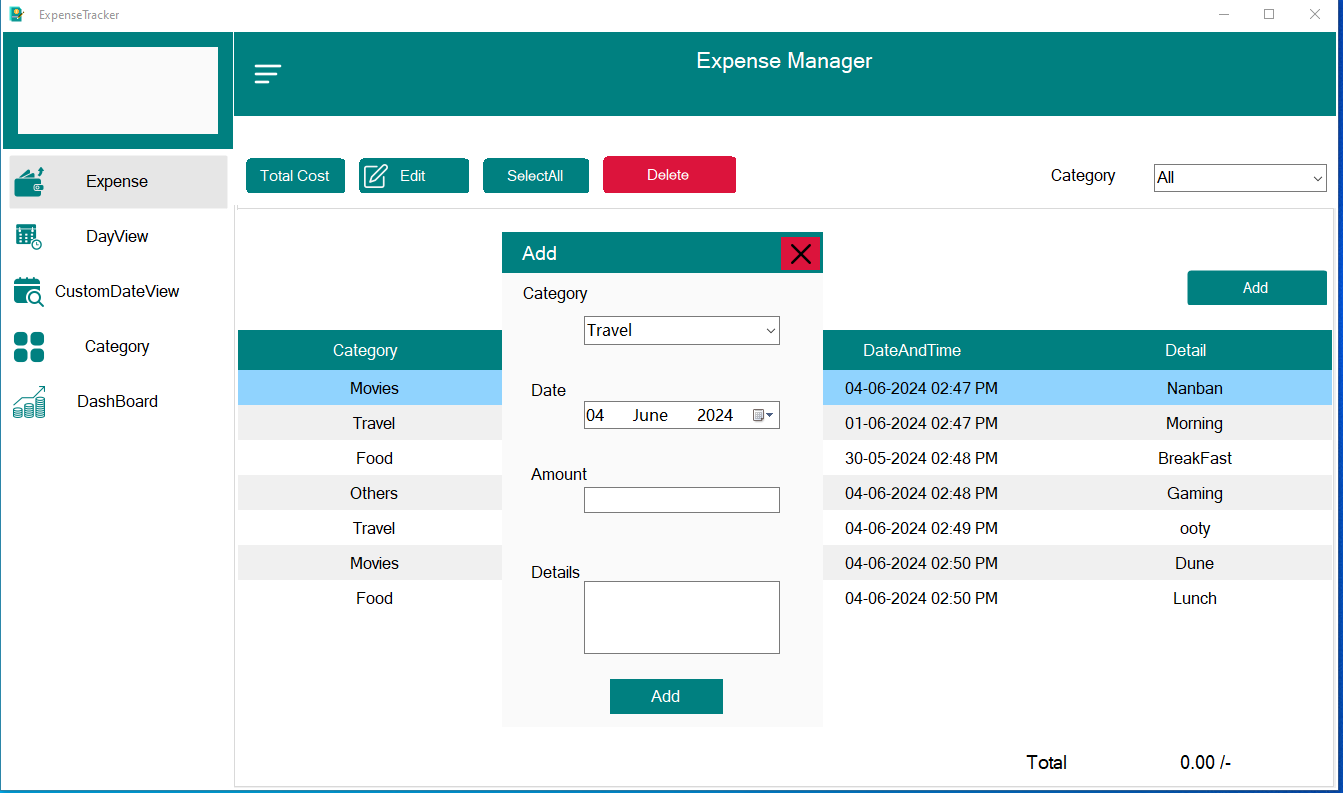 ExpenseTracker
Expense Manager
Expense
DayView
CustomDateView
Category
DashBoard
Total Cost
Edit
SelectAll
Delete
Category
All
Add
Add
Category
Travel
Date
04 June 2024
Amount
Details
Add
Category DateAndTime Detail
Movies 04-06-2024 02:47 PM Nanban
Travel 01-06-2024 02:47 PM Morning
Food 30-05-2024 02:48 PM BreakFast
Others 04-06-2024 02:48 PM Gaming
Travel 04-06-2024 02:49 PM ooty
Movies 04-06-2024 02:50 PM Dune
Food 04-06-2024 02:50 PM Lunch
Total 0.00 /-